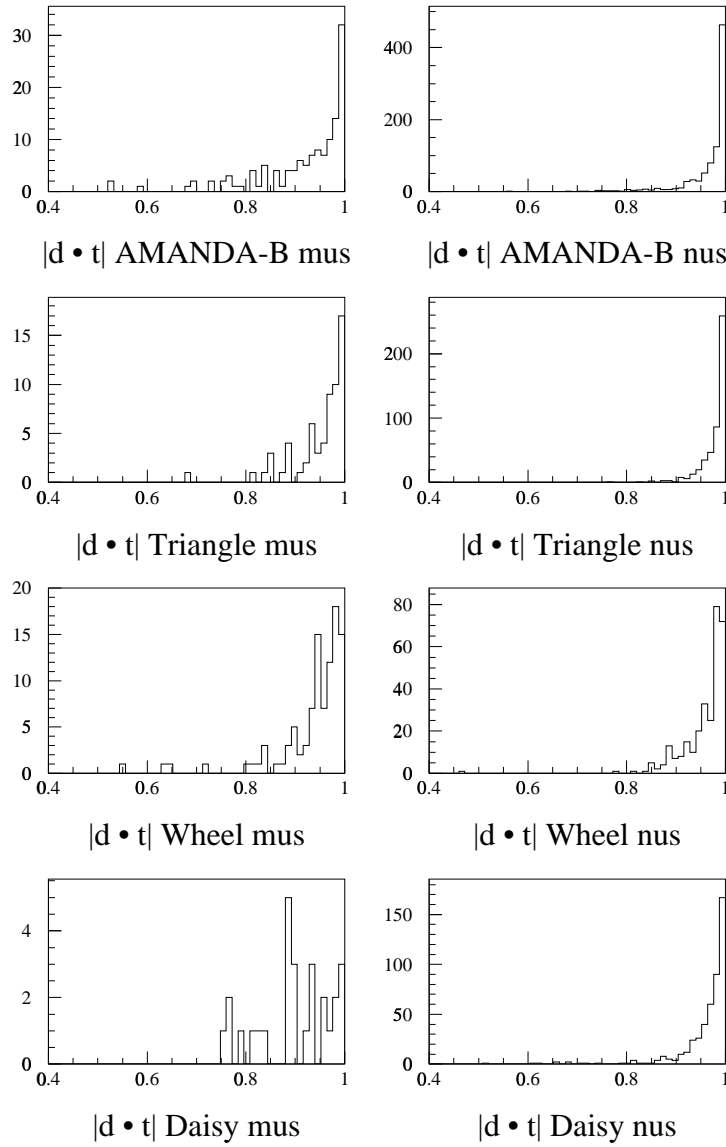 30
20
10
0
0.4 0.6 0.8 1
|d • t| AMANDA-B mus
400
200
0
0.4 0.6 0.8 1
|d • t| AMANDA-B nus
15
10
5
0
0.4 0.6 0.8 1
|d • t| Triangle mus
200
100
0
0.4 0.6 0.8 1
|d • t| Triangle nus
20
15
10
5
0
0.4 0.6 0.8 1
|d • t| Wheel mus
80
60
40
20
0
0.4 0.6 0.8 1
|d • t| Wheel nus
4
2
0
0.4 0.6 0.8 1
|d • t| Daisy mus
150
100
50
0
0.4 0.6 0.8 1
|d • t| Daisy nus